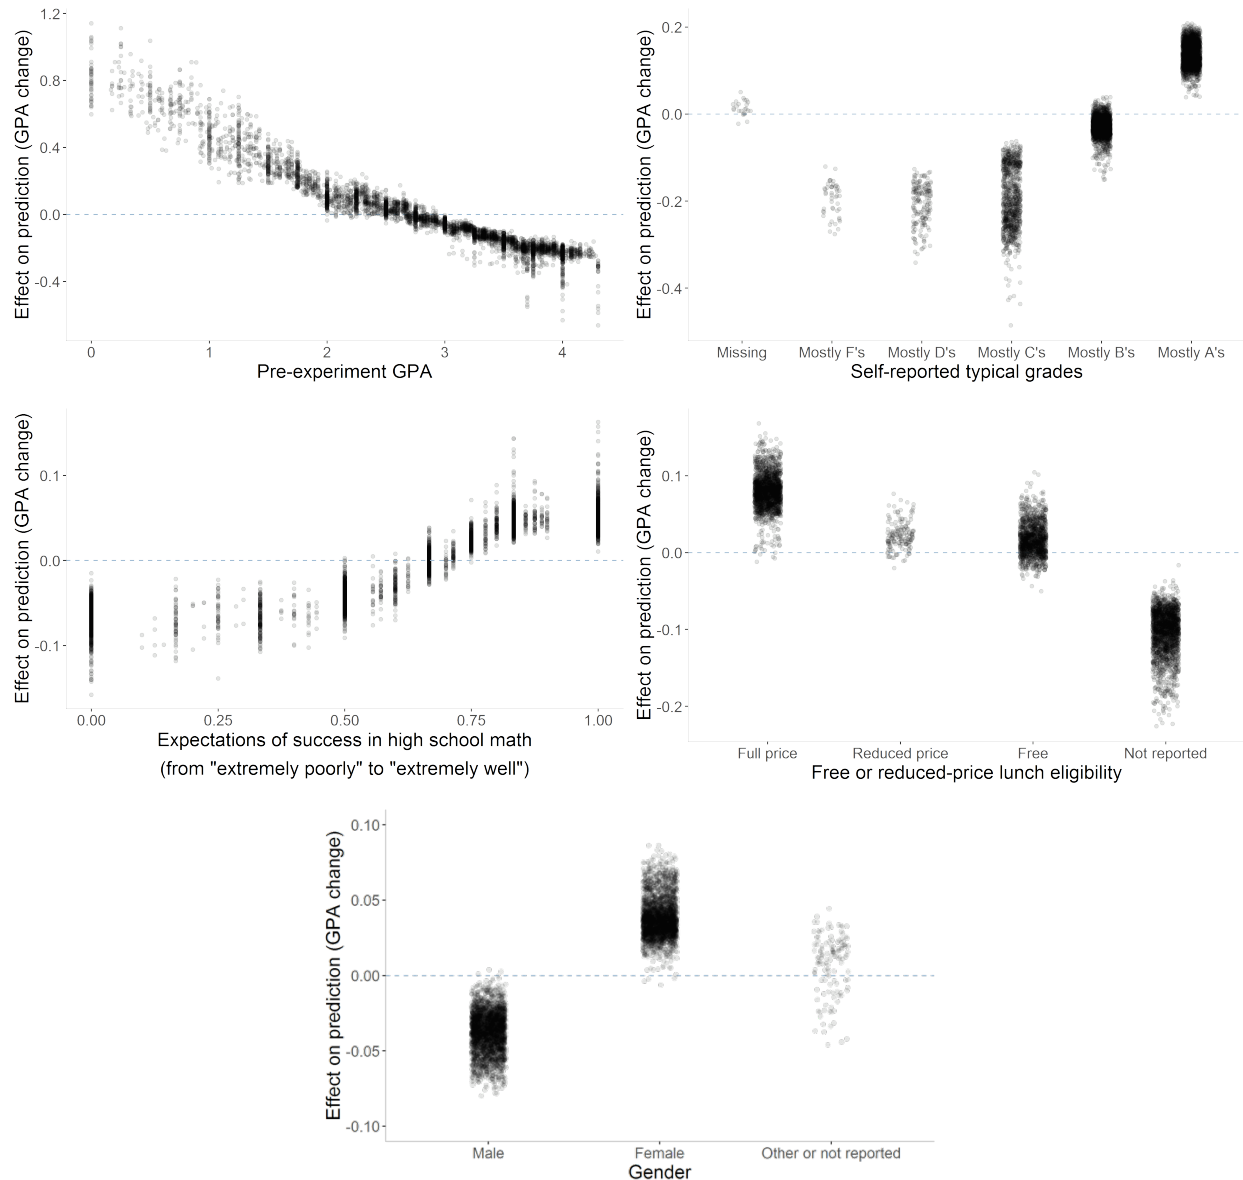 Effect on prediction (GPA change)
1.2
0.8
0.4
0.0
-0.4
0 1 2 3 4
Pre-experiment GPA
Effect on prediction (GPA change)
0.2
0.0
-0.2
-0.4
Missing Mostly F's Mostly D's Mostly C's Mostly B's Mostly A's
Self-reported typical grades
Effect on prediction (GPA change)
0.1
0.0
-0.1
0.00 0.25 0.50 0.75 1.00
Expectations of success in high school math
(from "extremely poorly" to "extremely well")
Effect on prediction (GPA change)
0.1
0.0
-0.1
-0.2
Full price Reduced price Free Not reported
Free or reduced-price lunch eligibility
Effect on prediction (GPA change)
0.10
0.05
0.00
-0.05
-0.10
Male Female Other or not reported
Gender